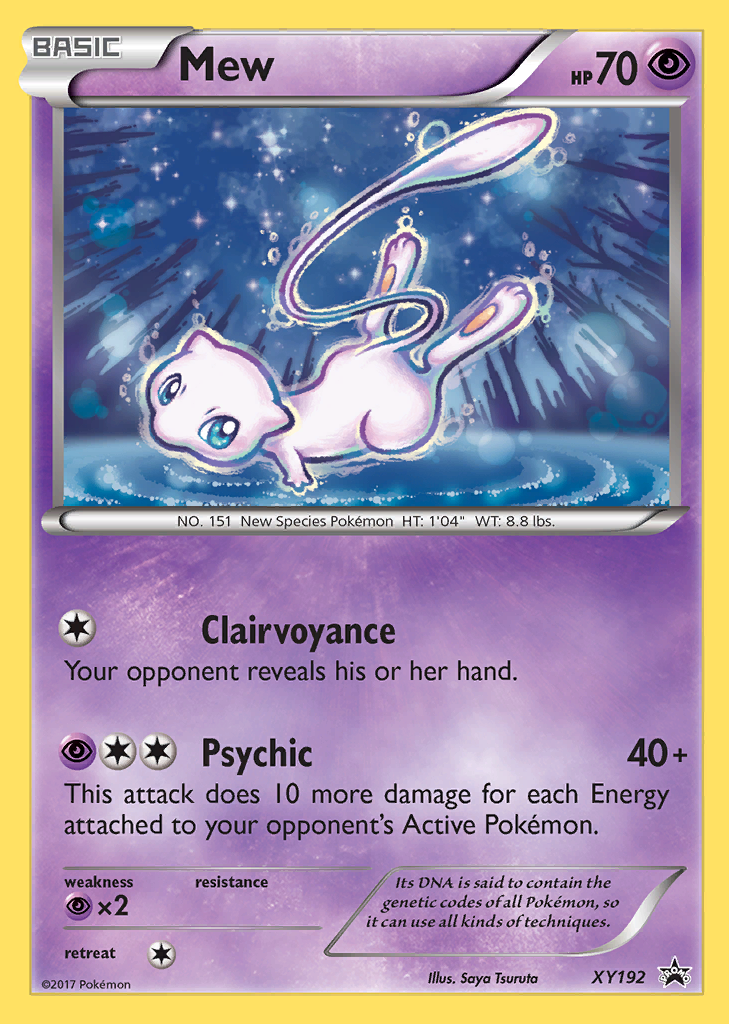 BASIC
Mew
HP70
NO. 151 New Species Pokémon HT: 1'04" WT: 8.8 lbs.
Clairvoyance
Your opponent reveals his or her hand.
Psychic 40+
This attack does 10 more damage for each Energy
attached to your opponent's Active Pokémon.
weakness resistance
×2
Its DNA is said to contain the
genetic codes of all Pokémon, so
it can use all kinds of techniques.
retreat
©2017 Pokémon Illus. Saya Tsuruta XY192 PROMO